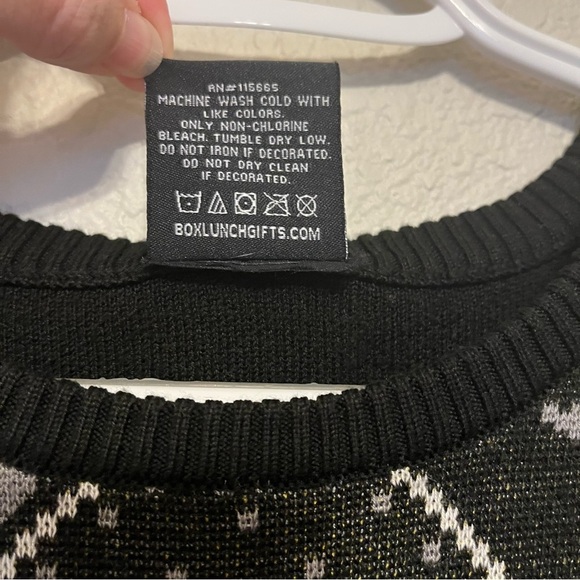 RN#115665
MACHINE WASH COLD WITH
LIKE COLORS.
ONLY NON-CHLORINE
BLEACH. TUMBLE DRY LOW.
DO NOT IRON IF DECORATED.
DO NOT DRY CLEAN
IF DECORATED.
BOXLUNCHGIFTS.COM